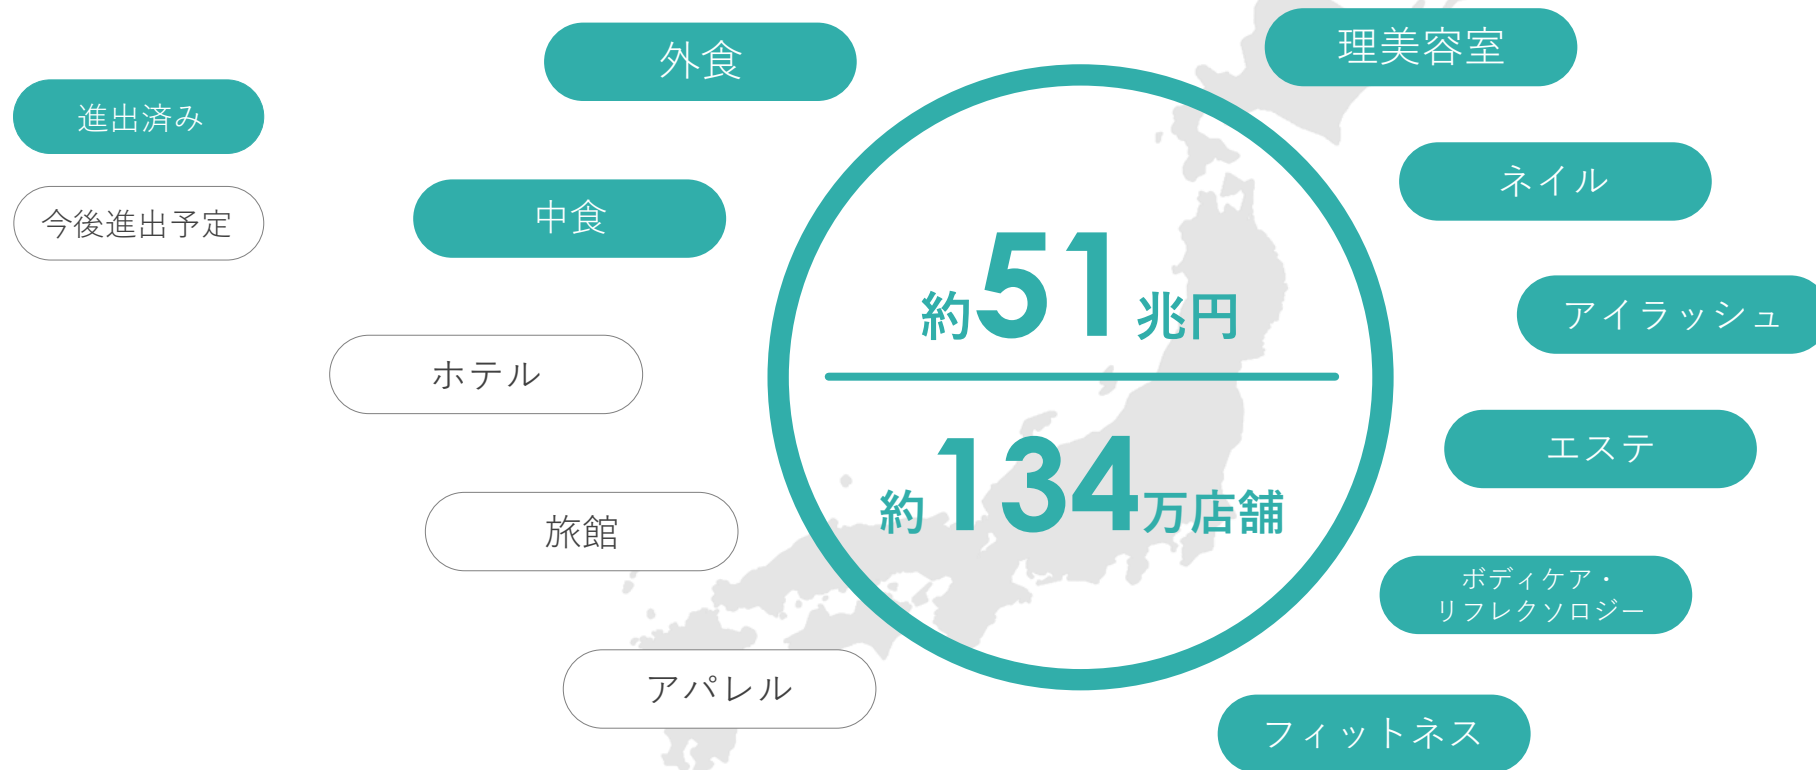 進出済み
今後進出予定
外食
中食
ホテル
旅館
アパレル
約51兆円
約134万店舗
理美容室
ネイル
アイラッシュ
エステ
ボディケア・
リフレクソロジー
フィットネス